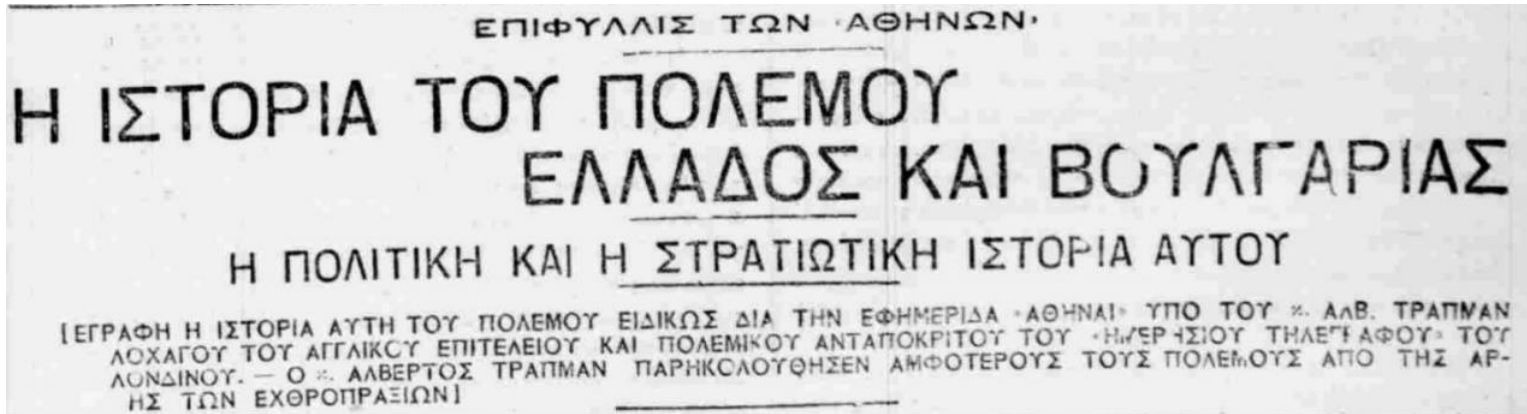 ΕΠΙΦΥΛΛΙΣ ΤΩΝ «ΑΘΗΝΩΝ»
Η ΙΣΤΟΡΙΑ ΤΟΥ ΠΟΛΕΜΟΥ
ΕΛΛΑΔΟΣ ΚΑΙ ΒΟΥΛΓΑΡΙΑΣ
Η ΠΟΛΙΤΙΚΗ ΚΑΙ Η ΣΤΡΑΤΙΩΤΙΚΗ ΙΣΤΟΡΙΑ ΑΥΤΟΥ
[ΕΓΡΑΦΗ Η ΙΣΤΟΡΙΑ ΑΥΤΗ ΤΟΥ ΠΟΛΕΜΟΥ ΕΙΔΙΚΩΣ ΔΙΑ ΤΗΝ ΕΦΗΜΕΡΙΔΑ «ΑΘΗΝΑΙ» ΥΠΟ ΤΟΥ κ. ΑΛΒ. ΤΡΑΠΜΑΝ
ΛΟΧΑΓΟΥ ΤΟΥ ΑΓΓΛΙΚΟΥ ΕΠΙΤΕΛΕΙΟΥ ΚΑΙ ΠΟΛΕΜΙΚΟΥ ΑΝΤΑΠΟΚΡΙΤΟΥ ΤΟΥ «ΗΜΕΡΗΣΙΟΥ ΤΗΛΕΓΡΑΦΟΥ» ΤΟΥ
ΛΟΝΔΙΝΟΥ. — Ο κ. ΑΛΒΕΡΤΟΣ ΤΡΑΠΜΑΝ ΠΑΡΗΚΟΛΟΥΘΗΣΕΝ ΑΜΦΟΤΕΡΟΥΣ ΤΟΥΣ ΠΟΛΕΜΟΥΣ ΑΠΟ ΤΗΣ ΑΡ-
ΗΣ ΤΩΝ ΕΧΘΡΟΠΡΑΞΙΩΝ]